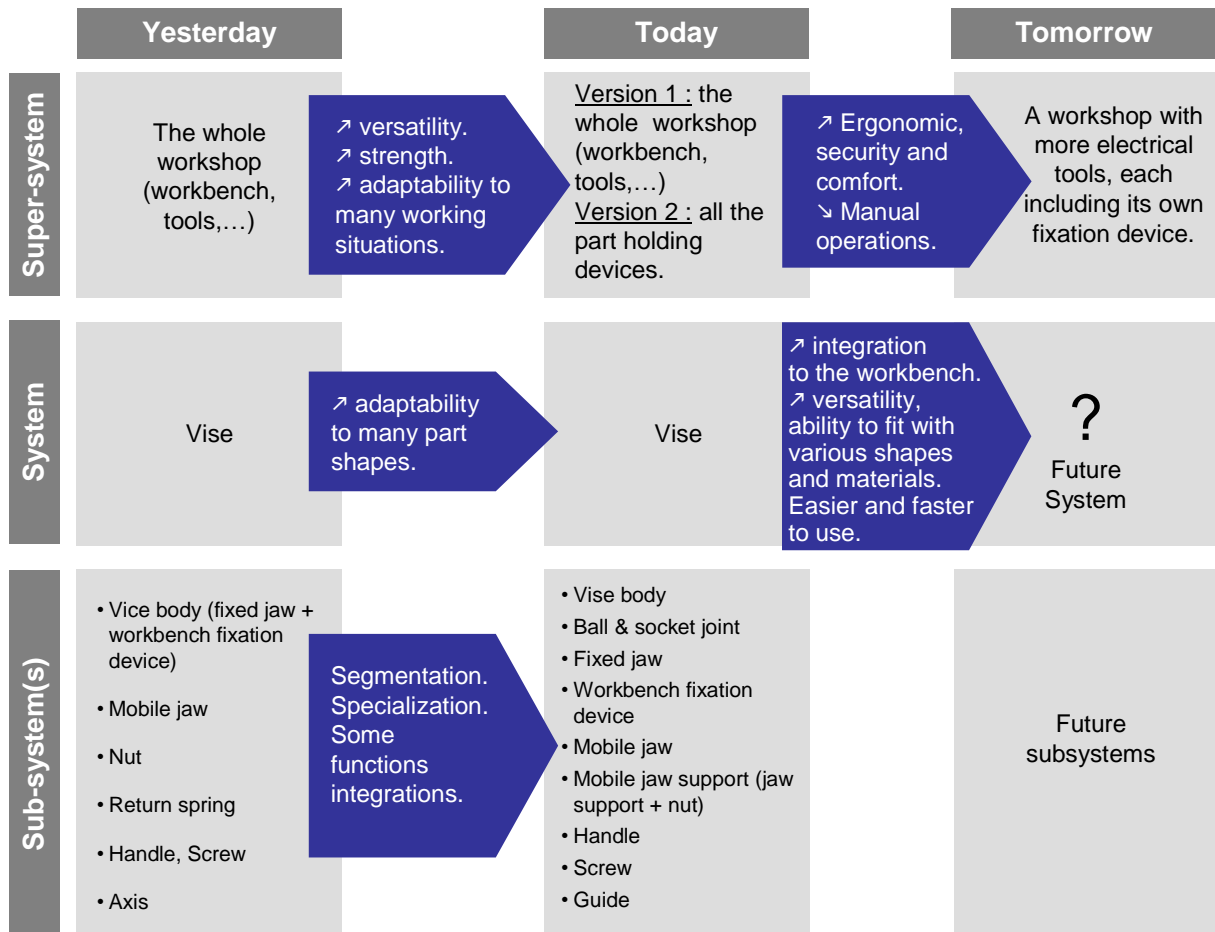 Yesterday
Today
Tomorrow
Super-system
The whole
workshop
(workbench,
tools,…)
↗ versatility.
↗ strength.
↗ adaptability to
many working
situations.
Version 1 : the
whole workshop
(workbench,
tools,…)
Version 2 : all the
part holding
devices.
↗ Ergonomic,
security and
comfort.
↘ Manual
operations.
A workshop with
more electrical
tools, each
including its own
fixation device.
System
Vise
↗ adaptability
to many part
shapes.
Vise
↗ integration
to the workbench.
↗ versatility,
ability to fit with
various shapes
and materials.
Easier and faster
to use.
?
Future
System
Sub-system(s)
• Vice body (fixed jaw +
workbench fixation
device)
• Mobile jaw
• Nut
• Return spring
• Handle, Screw
• Axis
Segmentation.
Specialization.
Some
functions
integrations.
• Vise body
• Ball & socket joint
• Fixed jaw
• Workbench fixation
device
• Mobile jaw
• Mobile jaw support (jaw
support + nut)
• Handle
• Screw
• Guide
Future
subsystems